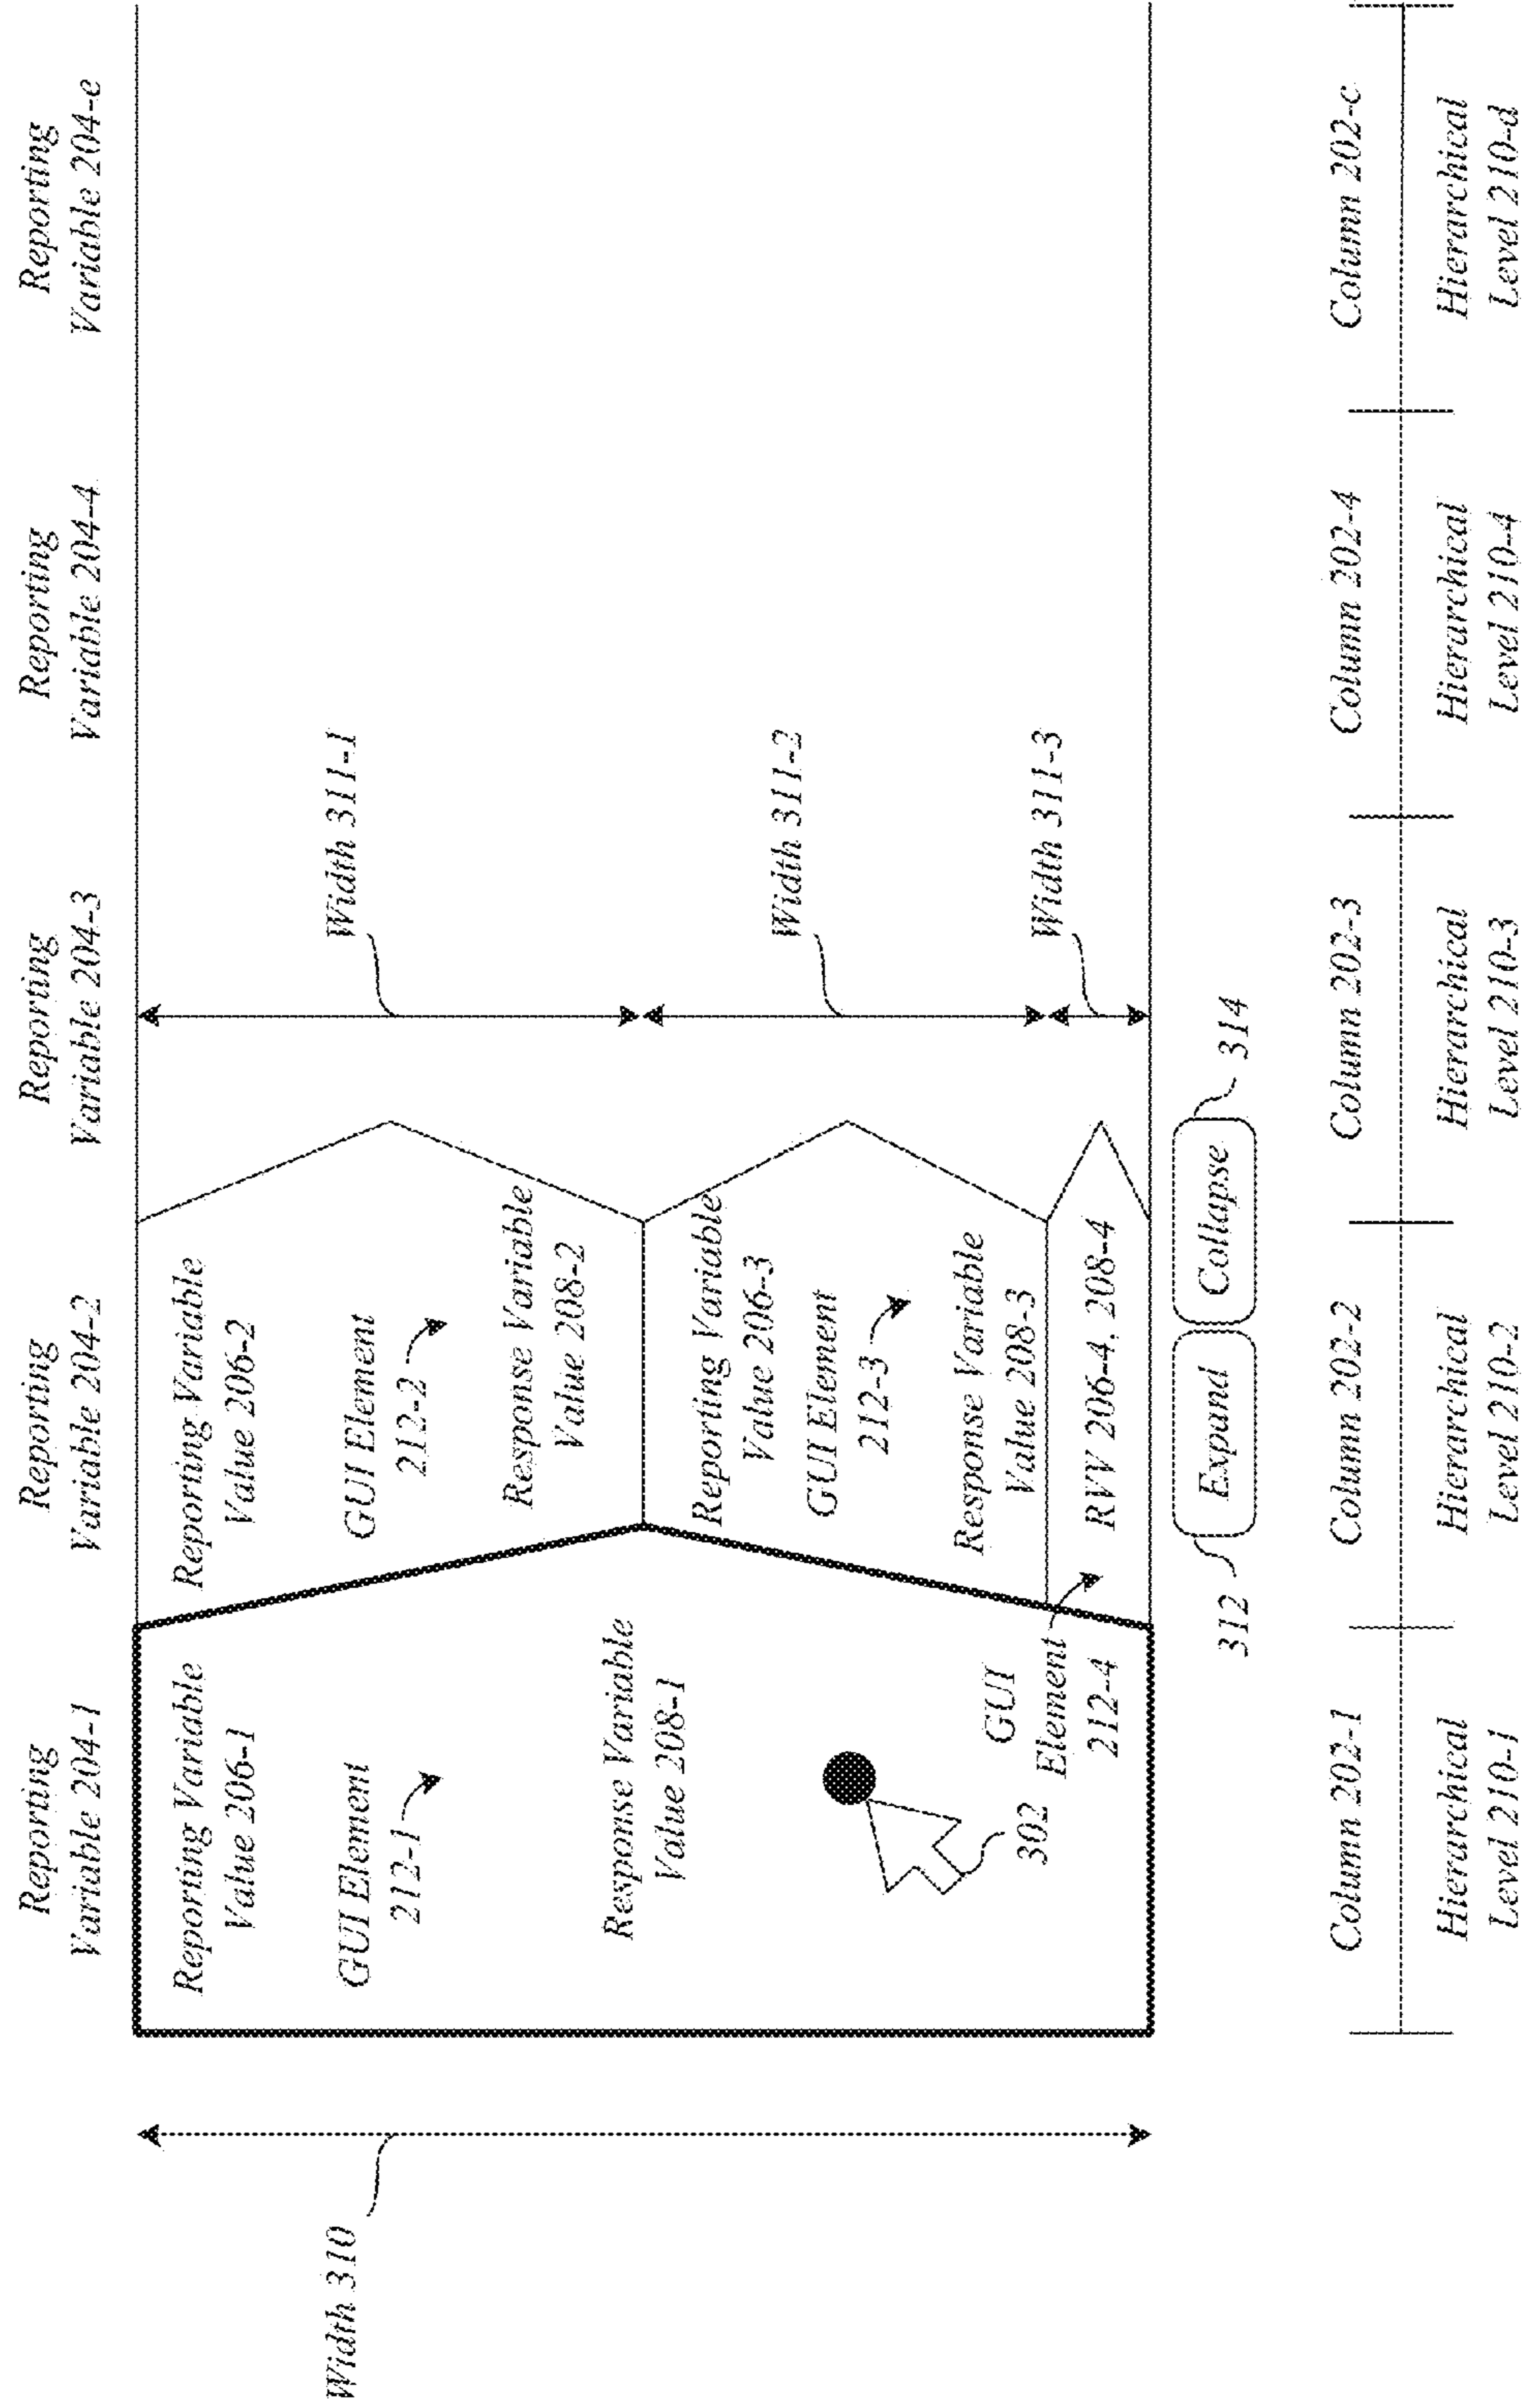 Reporting
Variable 204-1
Reporting
Variable 204-2
Reporting
Variable 204-3
Reporting
Variable 204-4
Reporting
Variable 204-e
Width 310
Reporting Variable
Value 206-1
GUI Element
212-1
Response Variable
Value 208-1
302
GUI
Element
212-4
Reporting Variable
Value 206-2
GUI Element
212-2
Response Variable
Value 208-2
Reporting Variable
Value 206-3
GUI Element
212-3
Response Variable
Value 208-3
RVV 206-4, 208-4
Width 311-1
Width 311-2
Width 311-3
312
Expand
Collapse
314
Column 202-1
Column 202-2
Column 202-3
Column 202-4
Column 202-c
Hierarchical
Level 210-1
Hierarchical
Level 210-2
Hierarchical
Level 210-3
Hierarchical
Level 210-4
Hierarchical
Level 210-d